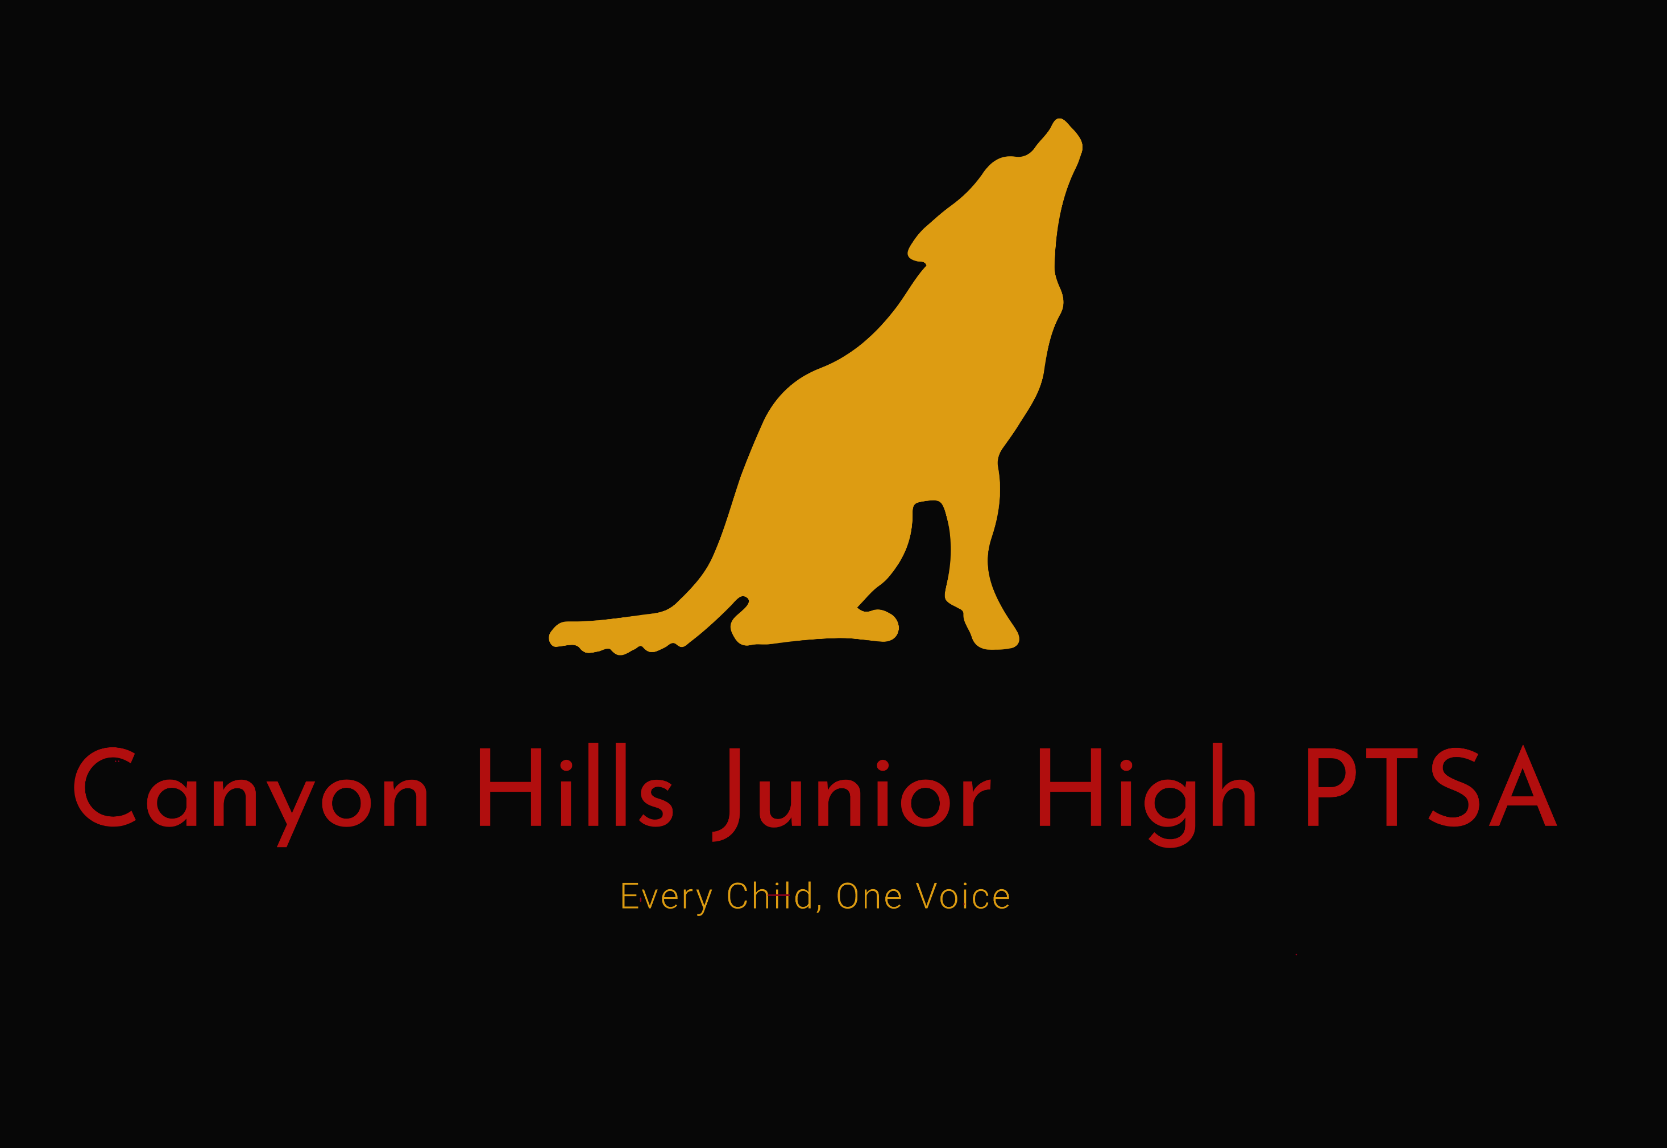 Canyon Hills Junior High PTSA
Every Child, One Voice